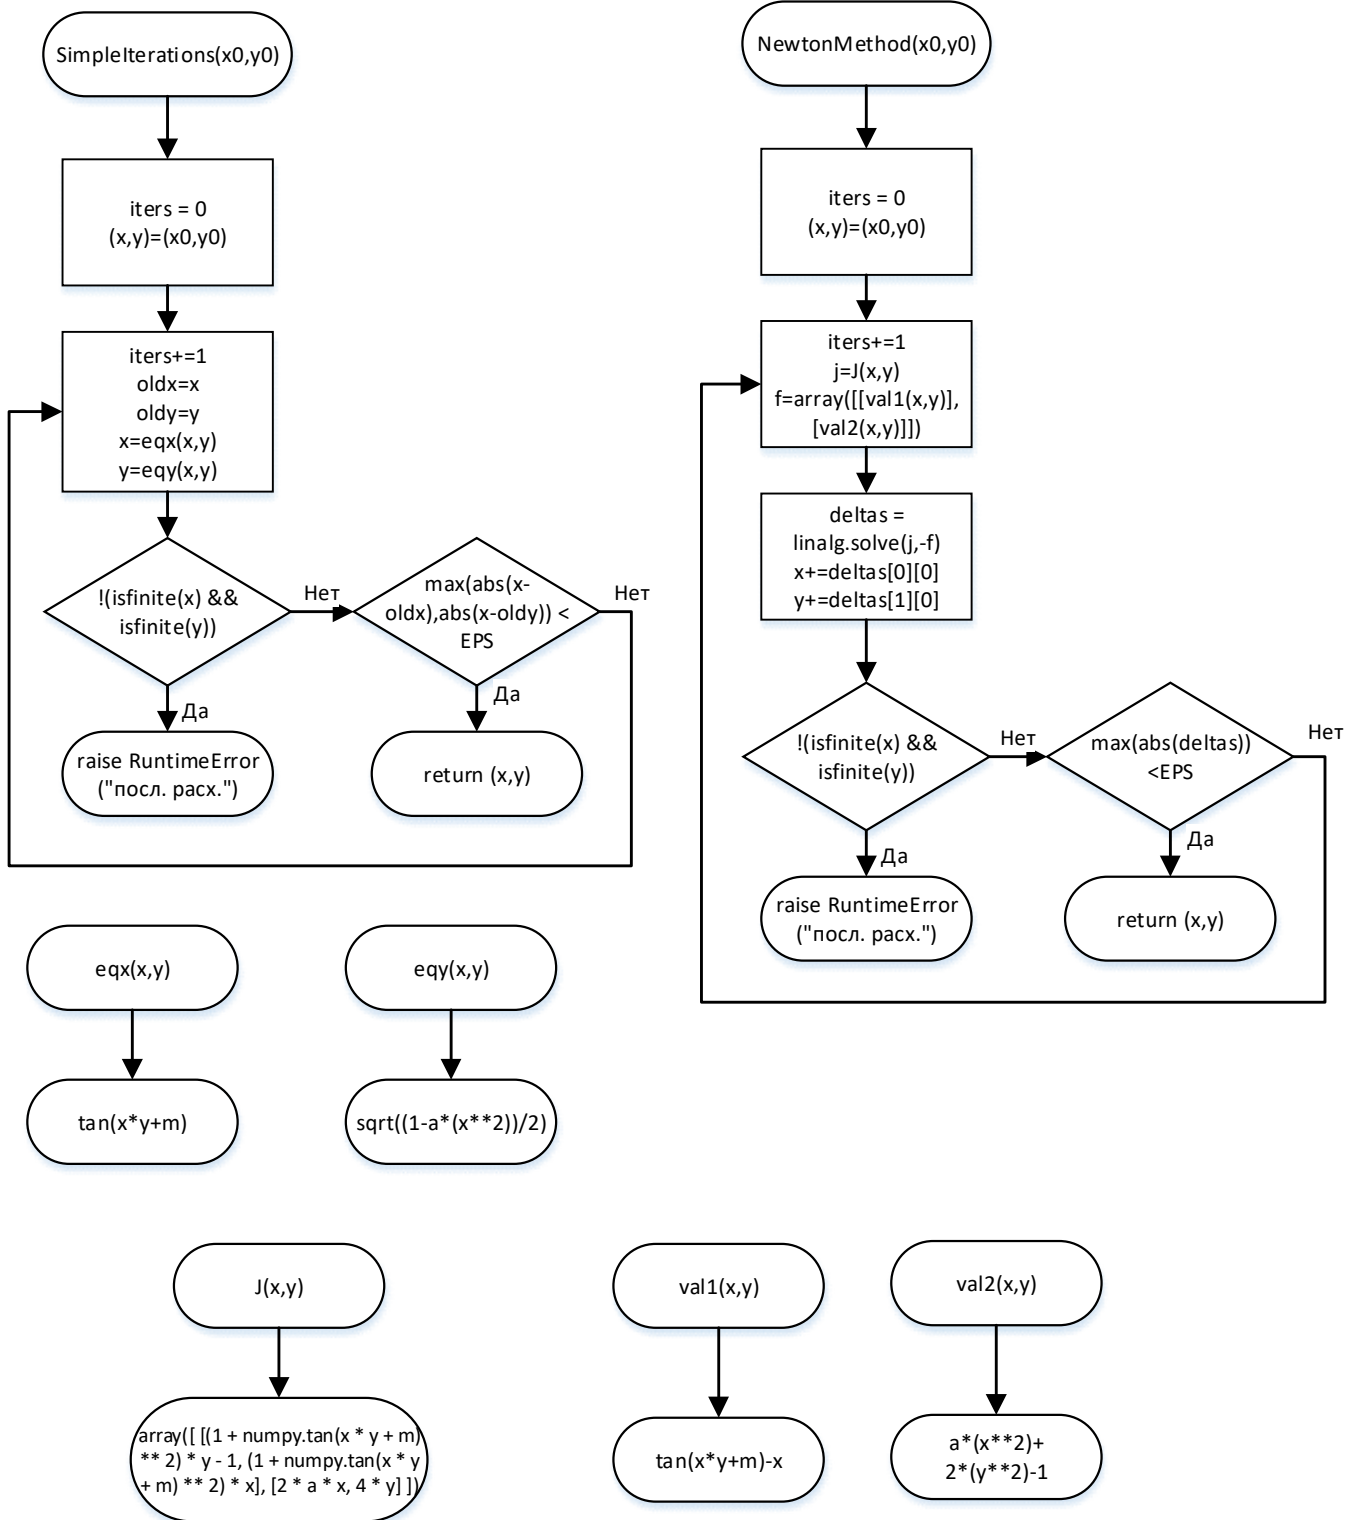 SimpleIterations(x0,y0)
iters = 0
(x,y)=(x0,y0)
iters+=1
oldx=x
oldy=y
x=eqx(x,y)
y=eqy(x,y)
!(isfinite(x) &&
isfinite(y))
Нет
max(abs(x-
oldx),abs(x-oldy)) <
EPS
Нет
Да
raise RuntimeError
("посл. расх.")
Да
return (x,y)
NewtonMethod(x0,y0)
iters = 0
(x,y)=(x0,y0)
iters+=1
j=J(x,y)
f=array([[val1(x,y)],
[val2(x,y)]])
deltas =
linalg.solve(j,-f)
x+=deltas[0][0]
y+=deltas[1][0]
!(isfinite(x) &&
isfinite(y))
Нет
max(abs(deltas))
<EPS
Нет
Да
raise RuntimeError
("посл. расх.")
Да
return (x,y)
eqx(x,y)
tan(x*y+m)
eqy(x,y)
sqrt((1-a*(x**2))/2)
J(x,y)
array([ [(1 + numpy.tan(x * y + m)
** 2) * y - 1, (1 + numpy.tan(x * y
+ m) ** 2) * x], [2 * a * x, 4 * y] ])
val1(x,y)
tan(x*y+m)-x
val2(x,y)
a*(x**2)+
2*(y**2)-1